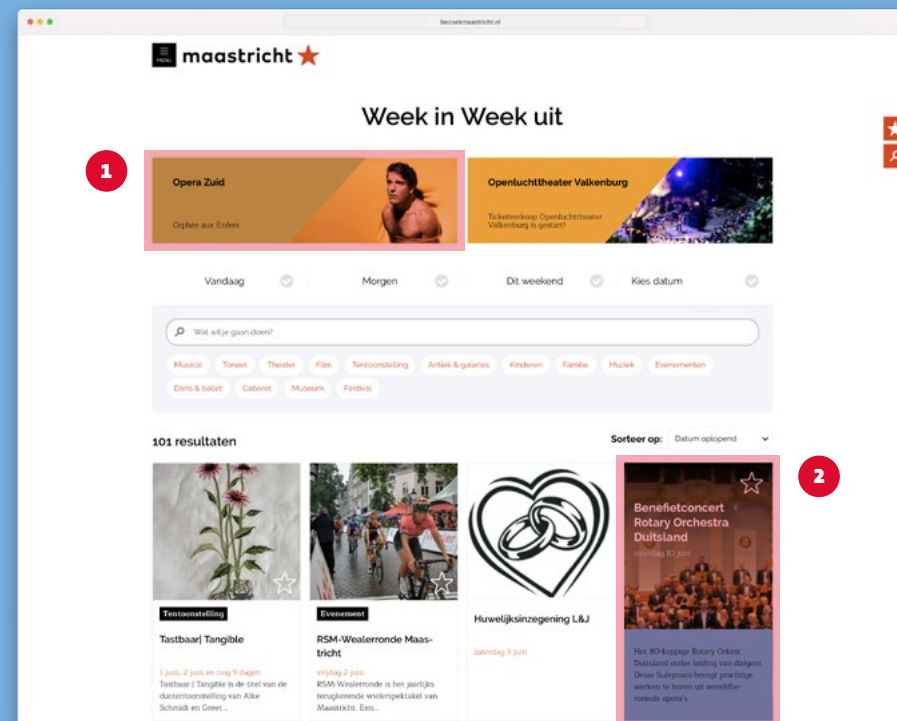 bezoekmaastricht.nl
MENU
maastricht
Week in Week uit
1
Opera Zuid
Orphée aux Enfers
Openluchttheater Valkenburg
Ticketverkoop Openluchttheater
Valkenburg is gestart!
Vandaag
Morgen
Dit weekend
Kies datum
Wat wil je gaan doen?
Musical
Toneel
Theater
Film
Tentoonstelling
Antiek & galeries
Kinderen
Familie
Muziek
Evenementen
Dans & ballet
Cabaret
Museum
Festival
101 resultaten
Sorteer op:
Datum oplopend
Tentoonstelling
Tastbaar| Tangible
1 juni, 2 juni en nog 9 dagen
Tastbaar | Tangible is de titel van de
duotentoonstelling van Alke
Schmidt en Greet...
Evenement
RSM-Wealerronde Maas-
tricht
vrijdag 2 juni
RSM-Wealerronde is het jaarlijks
terugkerende wielerspektakel van
Maastricht. Een...
Huwelijksinzegening L&J
zaterdag 3 juni
2
Benefietconcert
Rotary Orchestra
Duitsland
zaterdag 10 juni
Het 80-koppige Rotary Orkest
Duitsland onder leiding van dirigent
Desar Sulejmani brengt prachtige
werken te horen uit wereldbe-
roemde opera's